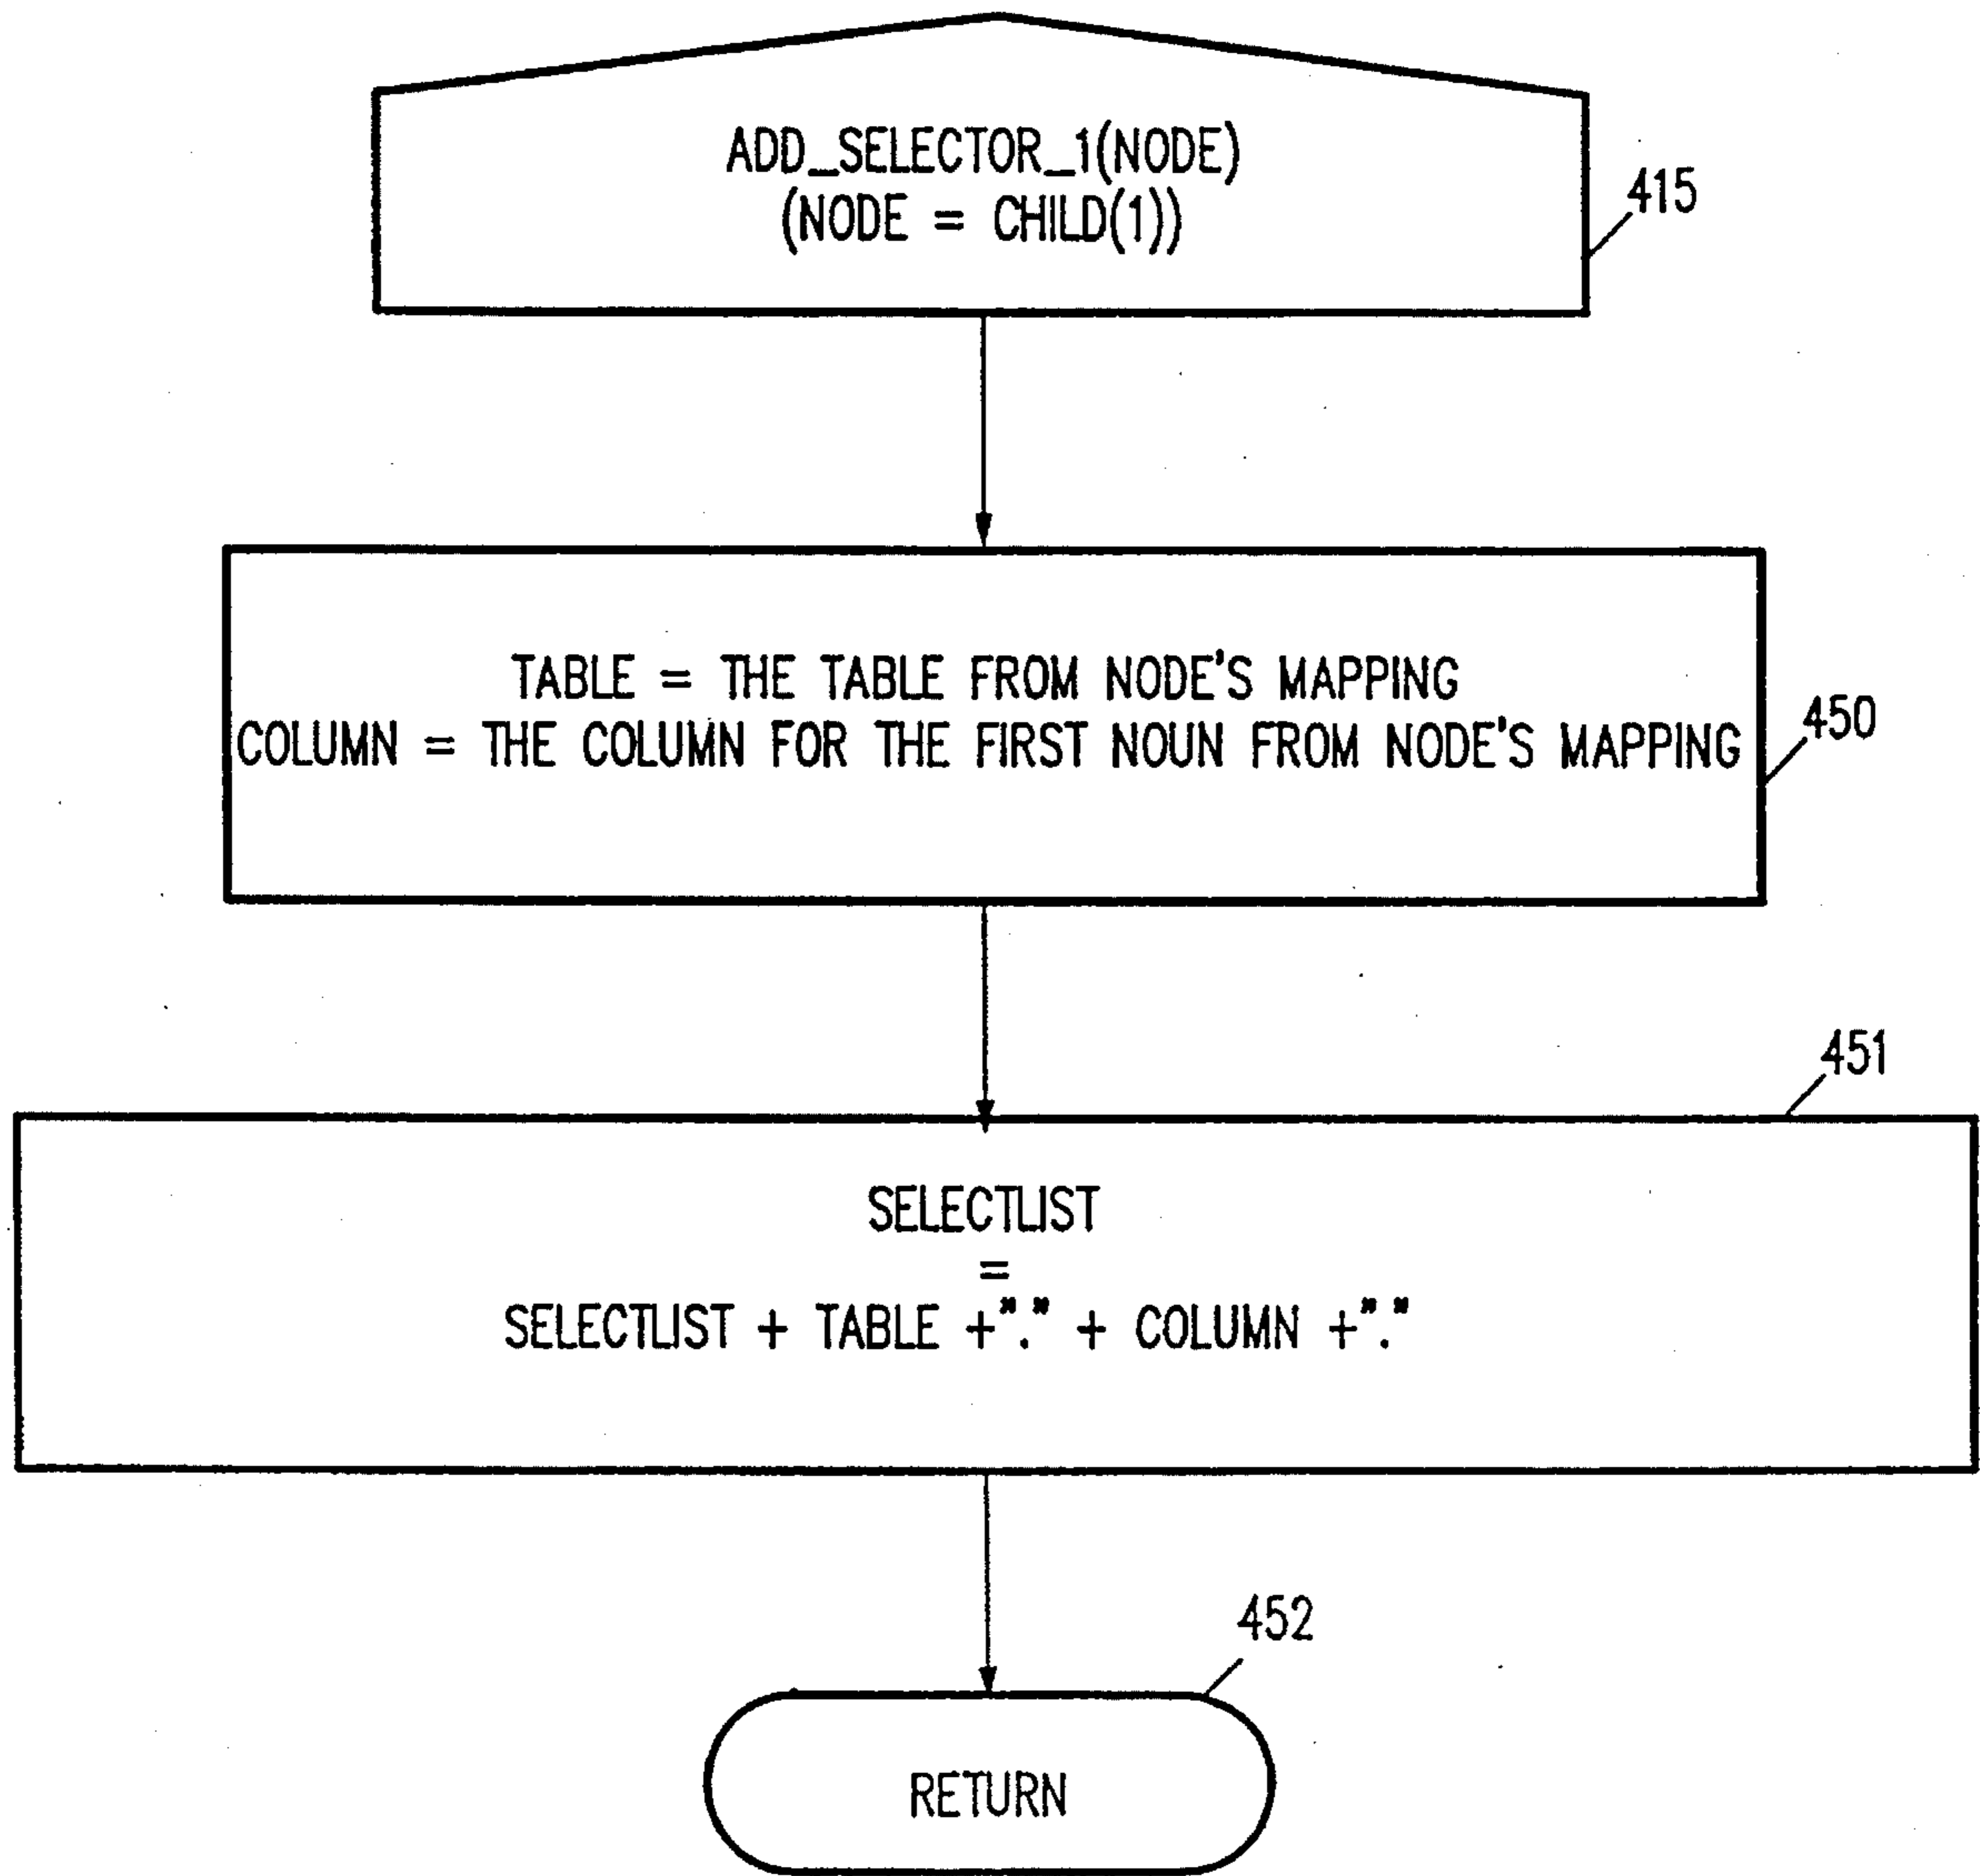 ADD_SELECTOR_1(NODE)
(NODE = CHILD(1))
415
TABLE = THE TABLE FROM NODE'S MAPPING
COLUMN = THE COLUMN FOR THE FIRST NOUN FROM NODE'S MAPPING
450
451
SELECTLIST
=
SELECTLIST + TABLE +"." + COLUMN +"."
452
RETURN